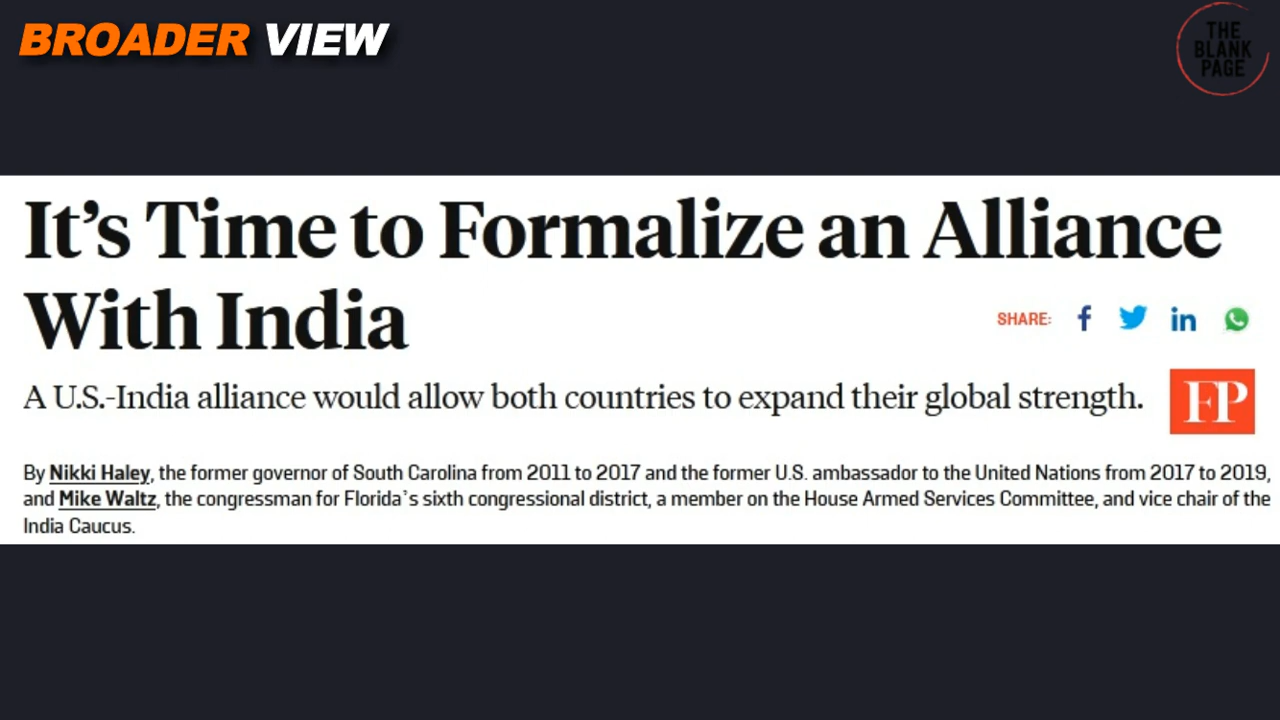 BROADER VIEW
THE
BLANK
PAGE
It’s Time to Formalize an Alliance
With India
SHARE:
A U.S.-India alliance would allow both countries to expand their global strength.
FP
By Nikki Haley, the former governor of South Carolina from 2011 to 2017 and the former U.S. ambassador to the United Nations from 2017 to 2019,
and Mike Waltz, the congressman for Florida’s sixth congressional district, a member on the House Armed Services Committee, and vice chair of the
India Caucus.